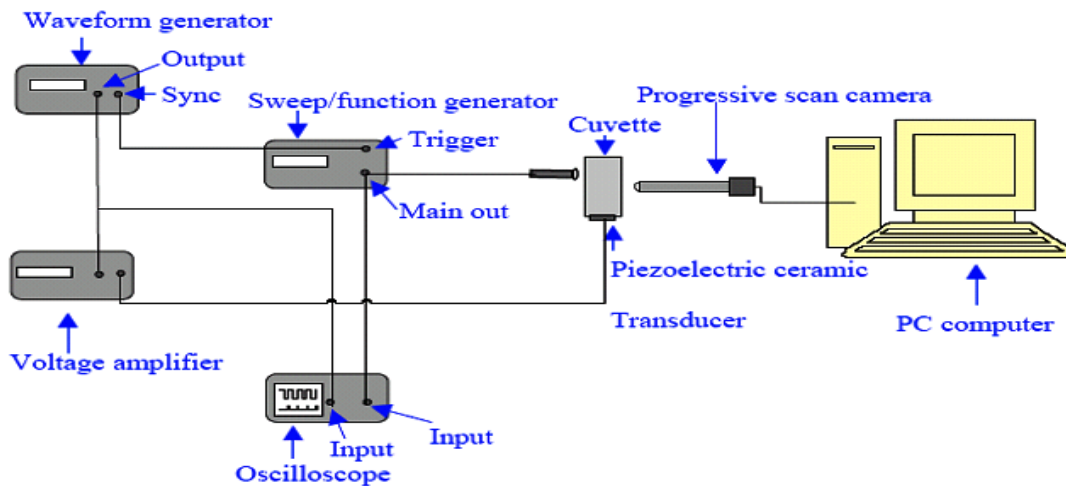 Waveform generator
Output
Sync
Sweep/function generator
Trigger
Main out
Cuvette
Progressive scan camera
Piezoelectric ceramic
Transducer
PC computer
Voltage amplifier
Input
Input
Oscilloscope